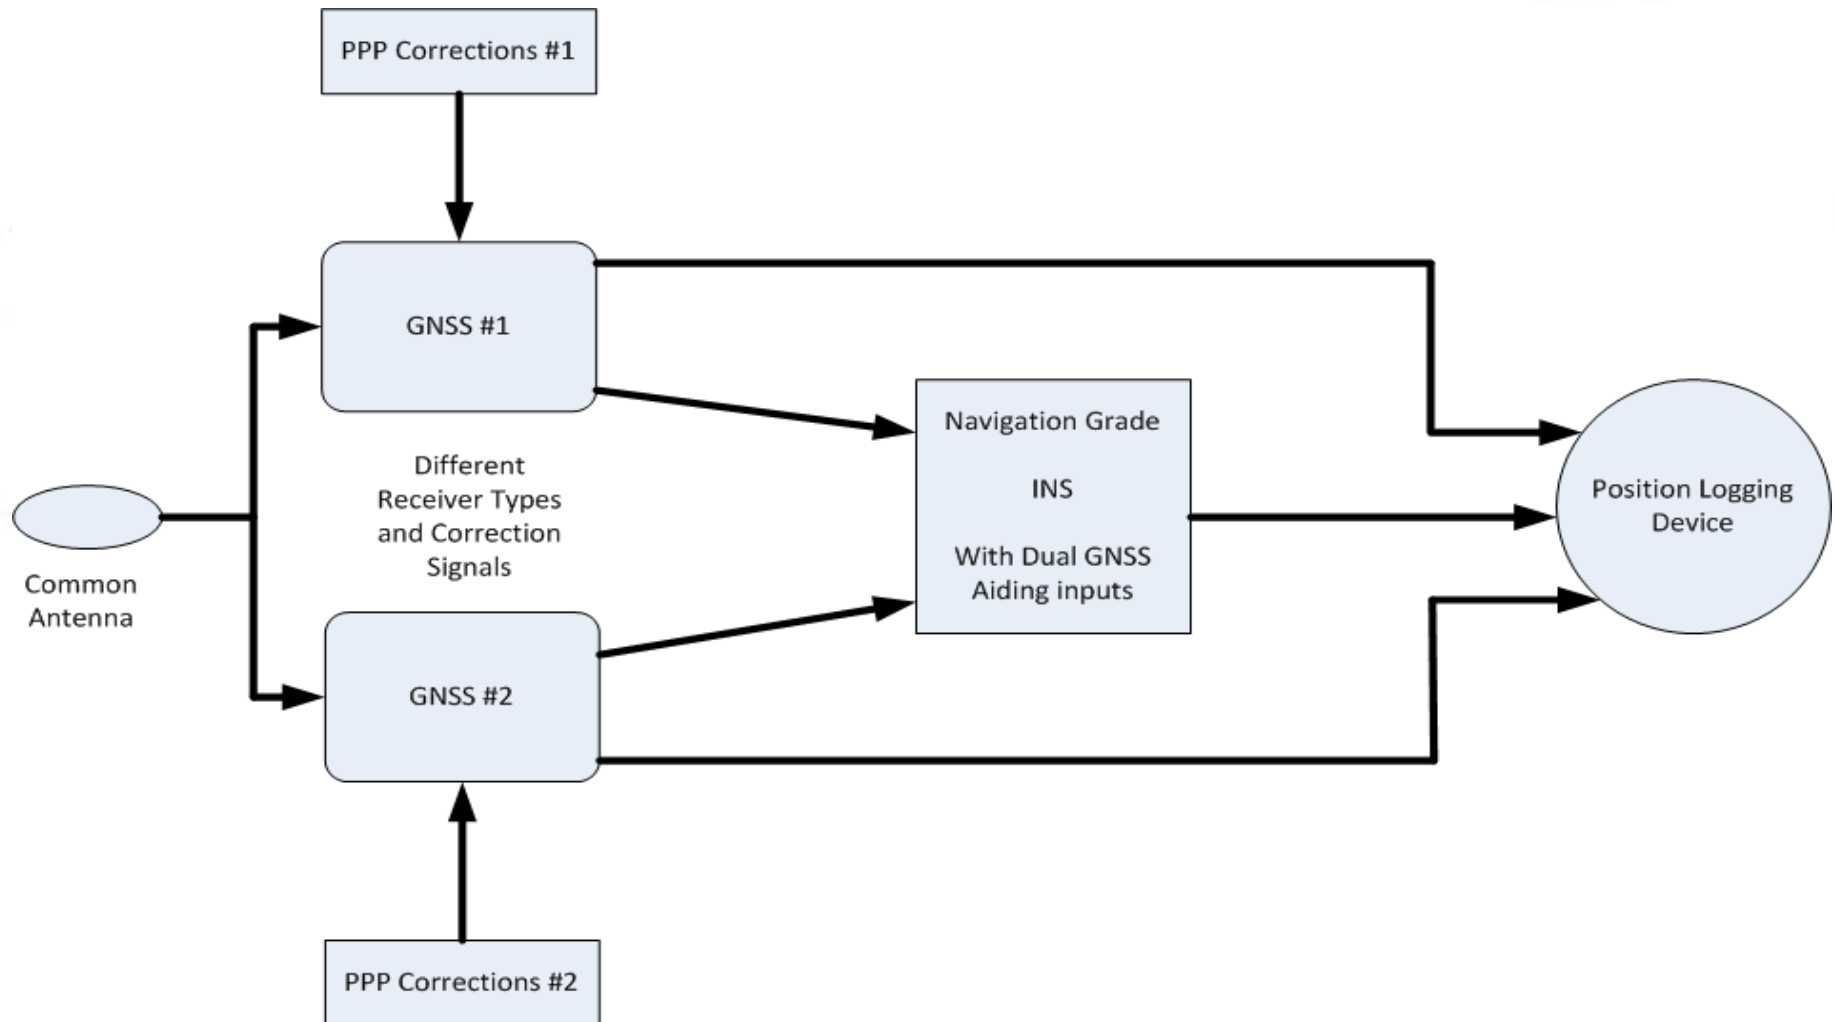 PPP Corrections #1
GNSS #1
Different
Receiver Types
and Correction
Signals
Common
Antenna
GNSS #2
PPP Corrections #2
Navigation Grade
INS
With Dual GNSS
Aiding inputs
Position Logging
Device